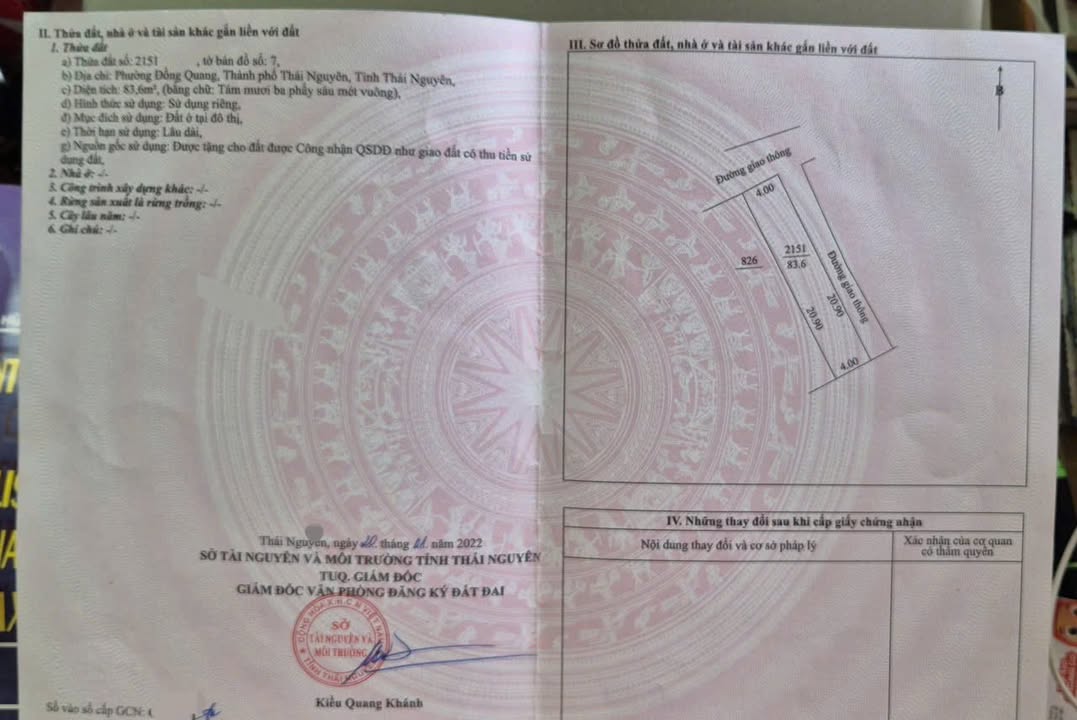 II. Thửa đất, nhà ở và tài sản khác gắn liền với đất
1. Thửa đất
a) Thửa đất số: 2151 , tờ bản đồ số: 7,
b) Địa chỉ: Phường Đồng Quang, Thành phố Thái Nguyên, Tỉnh Thái Nguyên,
c) Diện tích: 83,6m², (bằng chữ: Tám mươi ba phẩy sáu mét vuông),
d) Hình thức sử dụng: Sử dụng riêng,
đ) Mục đích sử dụng: Đất ở tại đô thị,
e) Thời hạn sử dụng: Lâu dài,
g) Nguồn gốc sử dụng: Được tặng cho đất được Công nhận QSDĐ như giao đất có thu tiền sử
dụng đất,
2. Nhà ở: -/-
3. Công trình xây dựng khác: -/-
4. Rừng sản xuất là rừng trồng: -/-
5. Cây lâu năm: -/-
6. Ghi chú: -/-
Thái Nguyên, ngày tháng 11 năm 2022
SỞ TÀI NGUYÊN VÀ MÔI TRƯỜNG TỈNH THÁI NGUYÊN
TUQ. GIÁM ĐỐC
GIÁM ĐỐC VĂN PHÒNG ĐĂNG KÝ ĐẤT ĐAI
CỘNG HÒA X.H.C.N VIỆT NAM
SỞ
TÀI NGUYÊN VÀ
MÔI TRƯỜNG
TỈNH THÁI NGUYÊN
Kiều Quang Khánh
Số vào sổ cấp GCN:
III. Sơ đồ thửa đất, nhà ở và tài sản khác gắn liền với đất
B
Đường giao thông
4.00
826
2151
83.6
Đường giao thông
20.90
20.90
4.00
IV. Những thay đổi sau khi cấp giấy chứng nhận
Nội dung thay đổi và cơ sở pháp lý
Xác nhận của cơ quan
có thẩm quyền